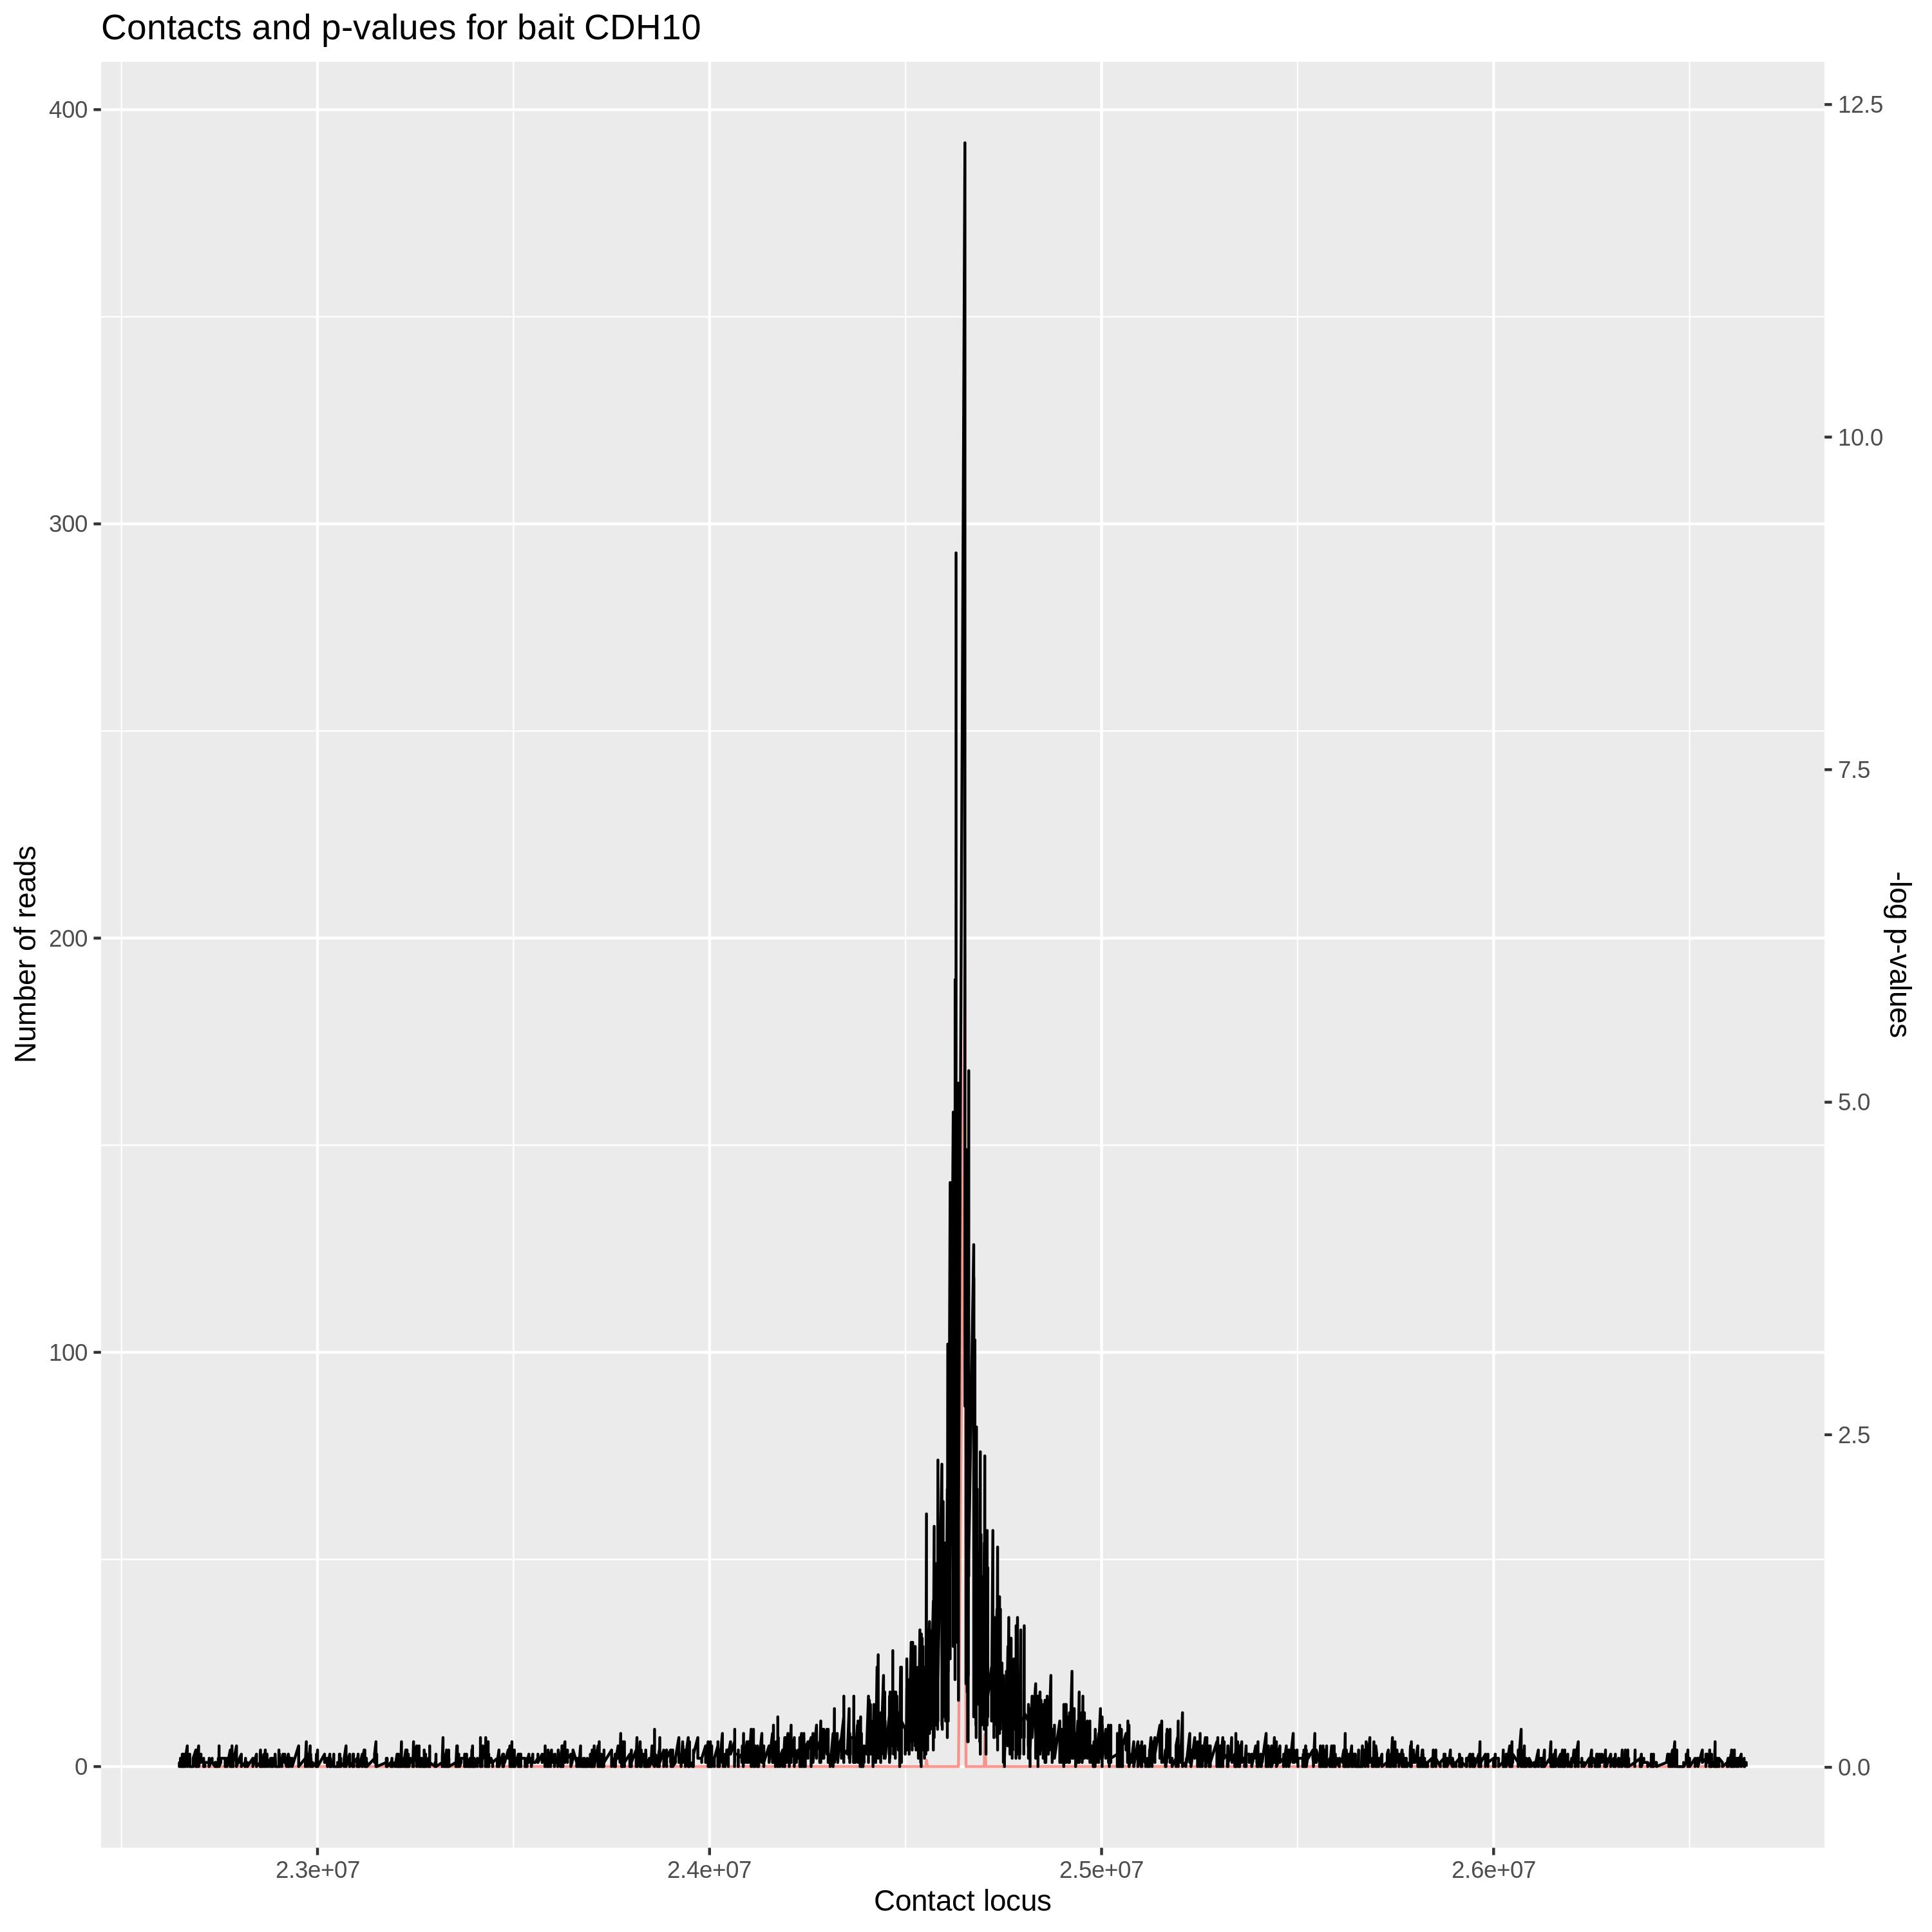 Contacts and p-values for bait CDH10
400
300
200
100
0
12.5
10.0
7.5
5.0
2.5
0.0
Number of reads
-log p-values
2.3e+07 2.4e+07 2.5e+07 2.6e+07
Contact locus